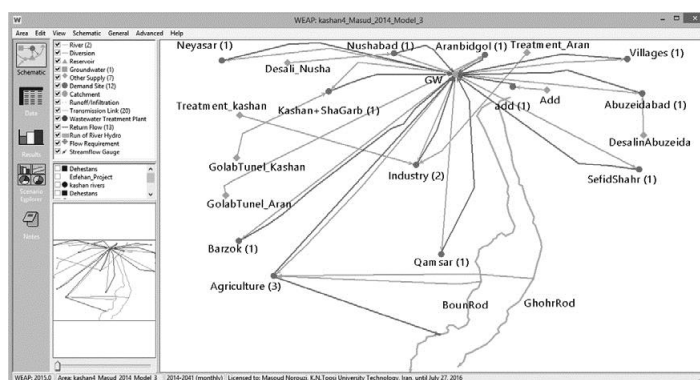 WEAP: kashan4_Masud_2014_Model_3
Area Edit View Schematic General Advanced Help
Schematic
Data
Results
Scenario
Explorer
Notes
River (2)
Diversion
Reservoir
Groundwater (1)
Other Supply (7)
Demand Site (12)
Catchment
Runoff/Infiltration
Transmission Link (20)
Wastewater Treatment Plant
Return Flow (13)
Run of River Hydro
Flow Requirement
Streamflow Gauge
Dehestans
Esfahan_Project
kashan rivers
Dehestans
Neyasar (1)
Nushabad (1)
Aranbidgol (1)
Treatment_Aran
Villages (1)
Desali_Nusha
GW
Treatment_kashan
Kashan+ShaGarb (1)
add (1)
Add
Abuzeidabad (1)
DesalinAbuzeida
GolabTunel_Kashan
Industry (2)
SefidShahr (1)
GolabTunel_Aran
Barzok (1)
Qamsar (1)
Agriculture (3)
BounRod
GhohrRod
WEAP: 2015.0 Area: kashan4_Masud_2014_Model_3 2014-2041 (monthly) Licensed to: Masoud Norouzi, K.N.Toosi University Technology, Iran, until July 27, 2016